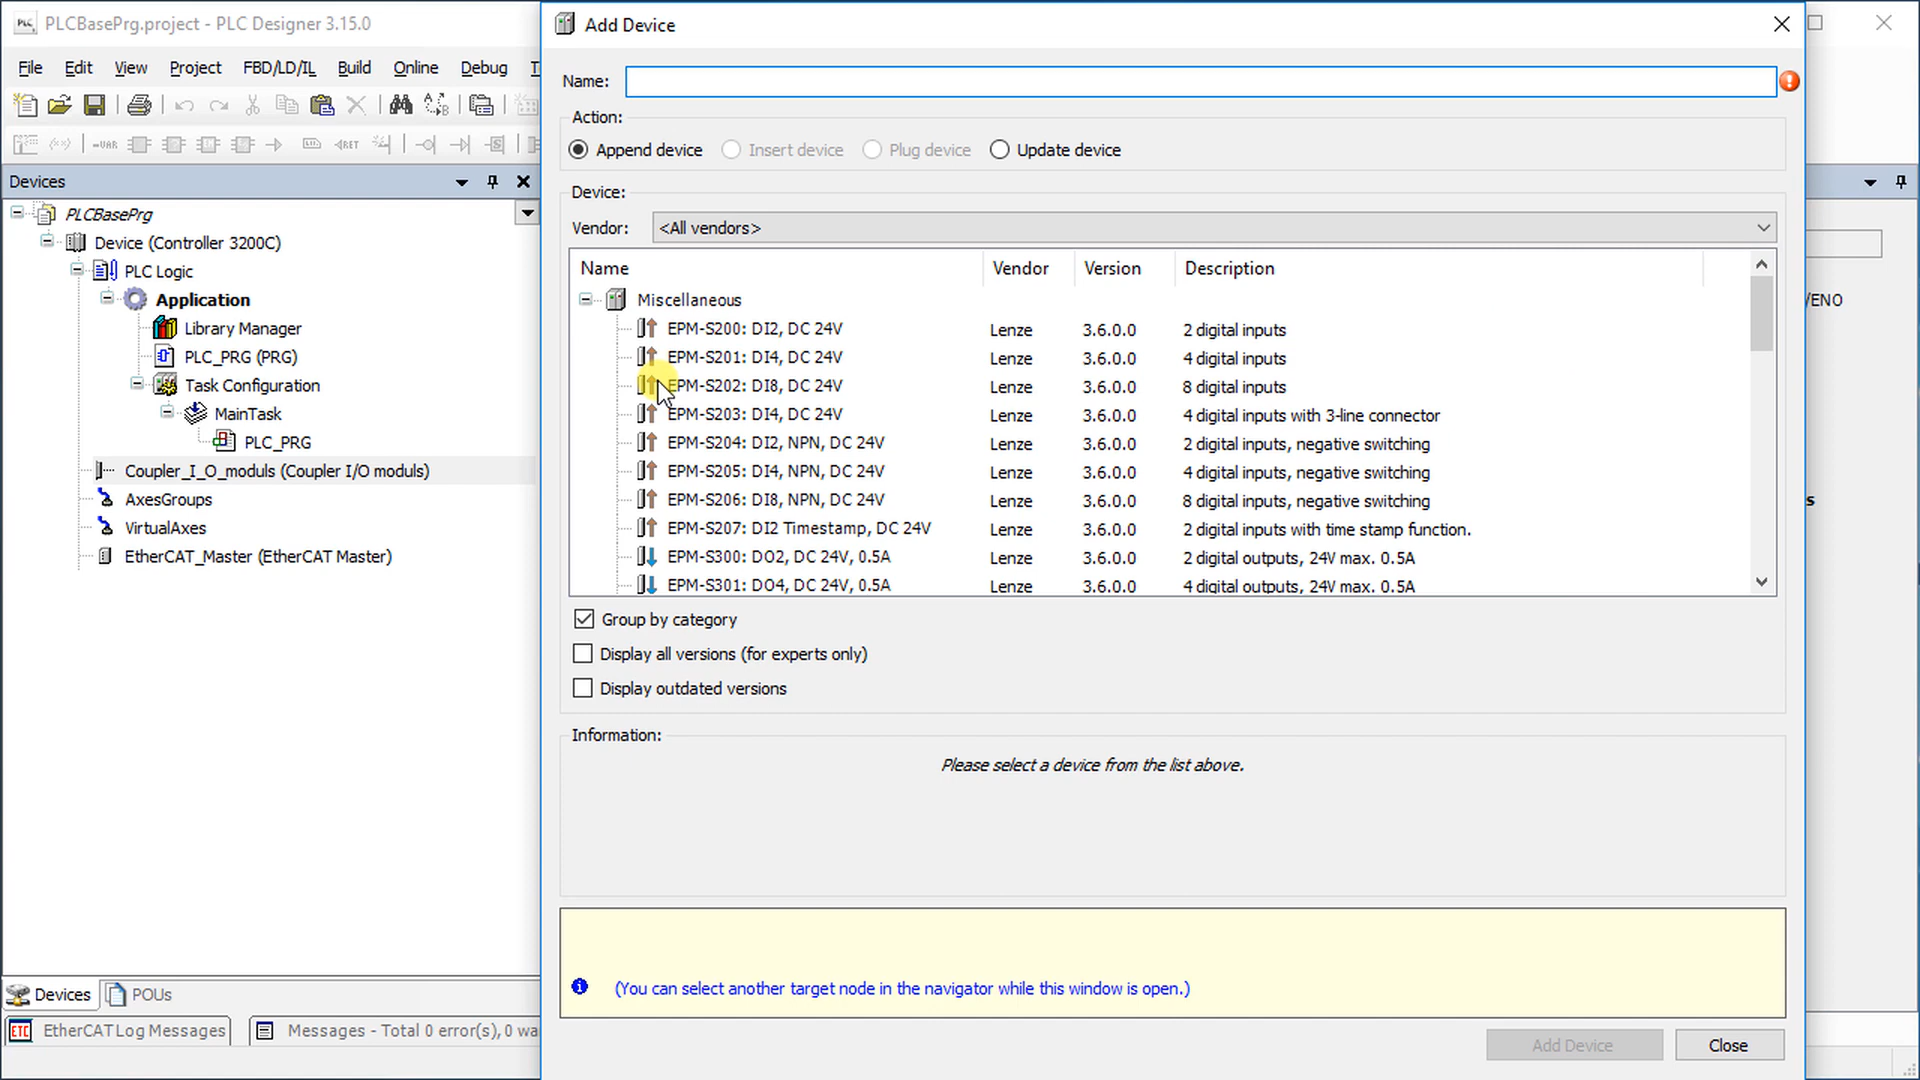 PLCBasePrg.project - PLC Designer 3.15.0
File Edit View Project FBD/LD/IL Build Online Debug T
Devices
PLCBasePrg
Device (Controller 3200C)
PLC Logic
Application
Library Manager
PLC_PRG (PRG)
Task Configuration
MainTask
PLC_PRG
Coupler_I_O_moduls (Coupler I/O moduls)
AxesGroups
VirtualAxes
EtherCAT_Master (EtherCAT Master)
Devices POUs
EtherCAT Log Messages Messages - Total 0 error(s), 0 wa
Add Device
Name:
Action:
Append device Insert device Plug device Update device
Device:
Vendor: <All vendors>
Name Vendor Version Description
Miscellaneous
EPM-S200: DI2, DC 24V Lenze 3.6.0.0 2 digital inputs
EPM-S201: DI4, DC 24V Lenze 3.6.0.0 4 digital inputs
EPM-S202: DI8, DC 24V Lenze 3.6.0.0 8 digital inputs
EPM-S203: DI4, DC 24V Lenze 3.6.0.0 4 digital inputs with 3-line connector
EPM-S204: DI2, NPN, DC 24V Lenze 3.6.0.0 2 digital inputs, negative switching
EPM-S205: DI4, NPN, DC 24V Lenze 3.6.0.0 4 digital inputs, negative switching
EPM-S206: DI8, NPN, DC 24V Lenze 3.6.0.0 8 digital inputs, negative switching
EPM-S207: DI2 Timestamp, DC 24V Lenze 3.6.0.0 2 digital inputs with time stamp function.
EPM-S300: DO2, DC 24V, 0.5A Lenze 3.6.0.0 2 digital outputs, 24V max. 0.5A
EPM-S301: DO4, DC 24V, 0.5A Lenze 3.6.0.0 4 digital outputs, 24V max. 0.5A
Group by category
Display all versions (for experts only)
Display outdated versions
Information:
Please select a device from the list above.
(You can select another target node in the navigator while this window is open.)
Add Device Close
/ENO
s